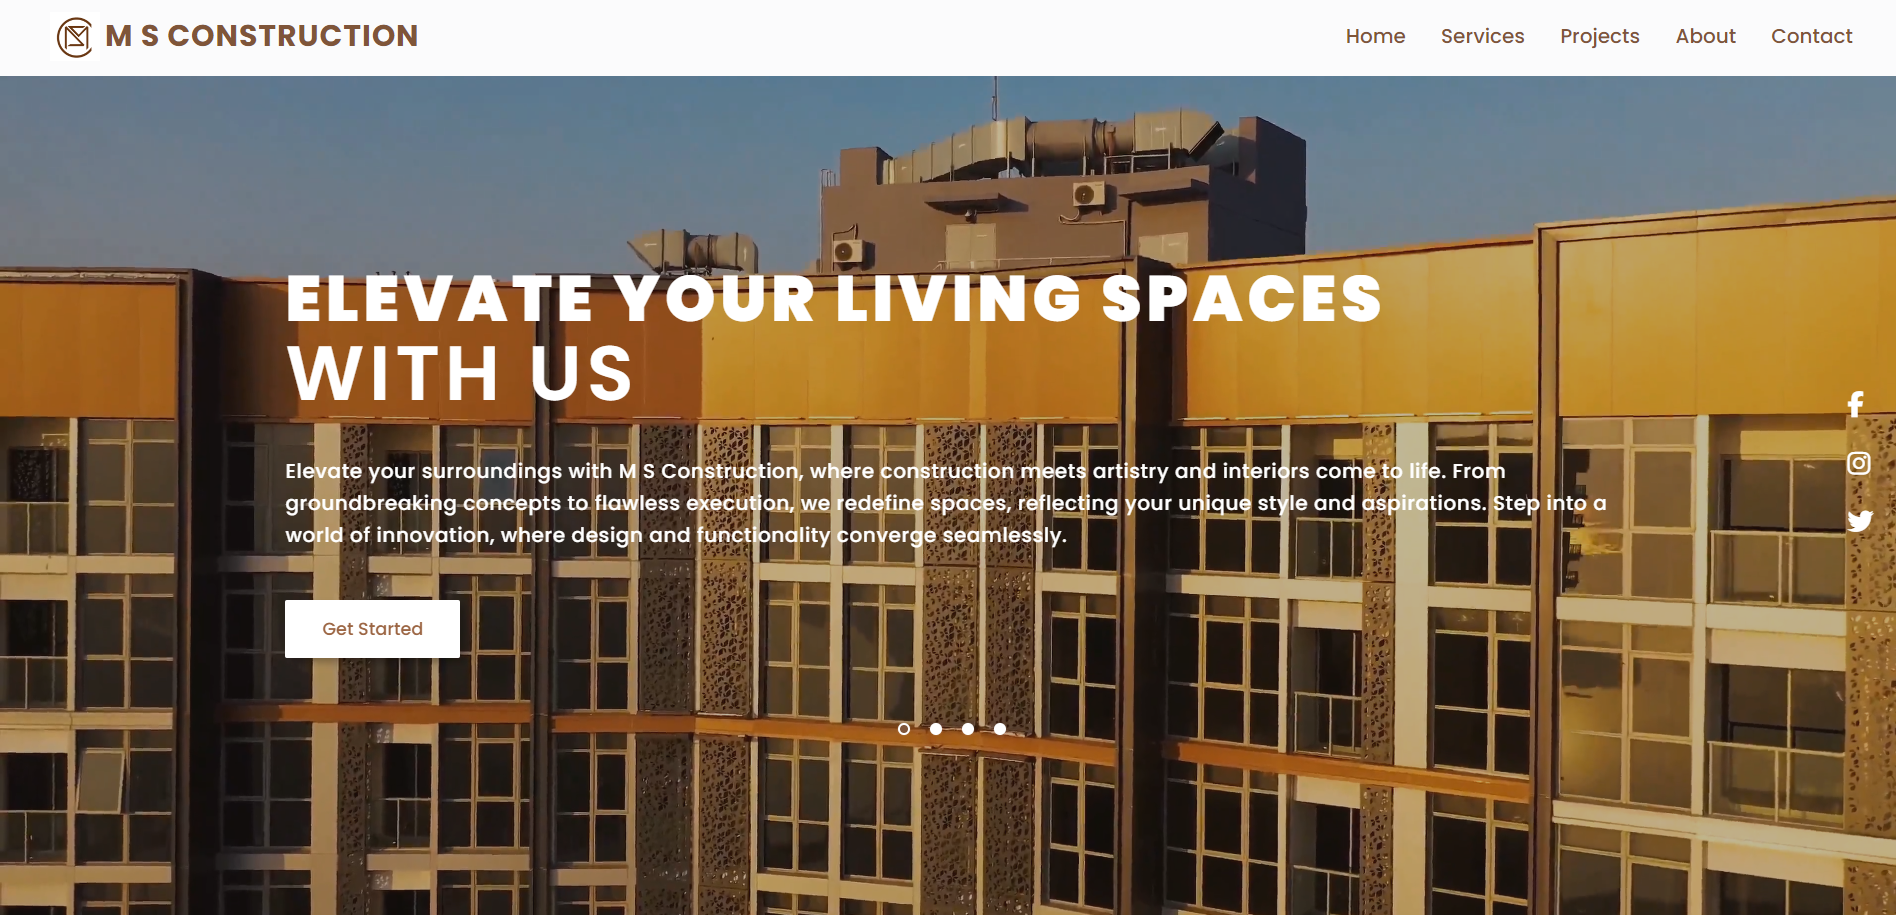 M S CONSTRUCTION
Home Services Projects About Contact
ELEVATE YOUR LIVING SPACES
WITH US
Elevate your surroundings with M S Construction, where construction meets artistry and interiors come to life. From
groundbreaking concepts to flawless execution, we redefine spaces, reflecting your unique style and aspirations. Step into a
world of innovation, where design and functionality converge seamlessly.
Get Started